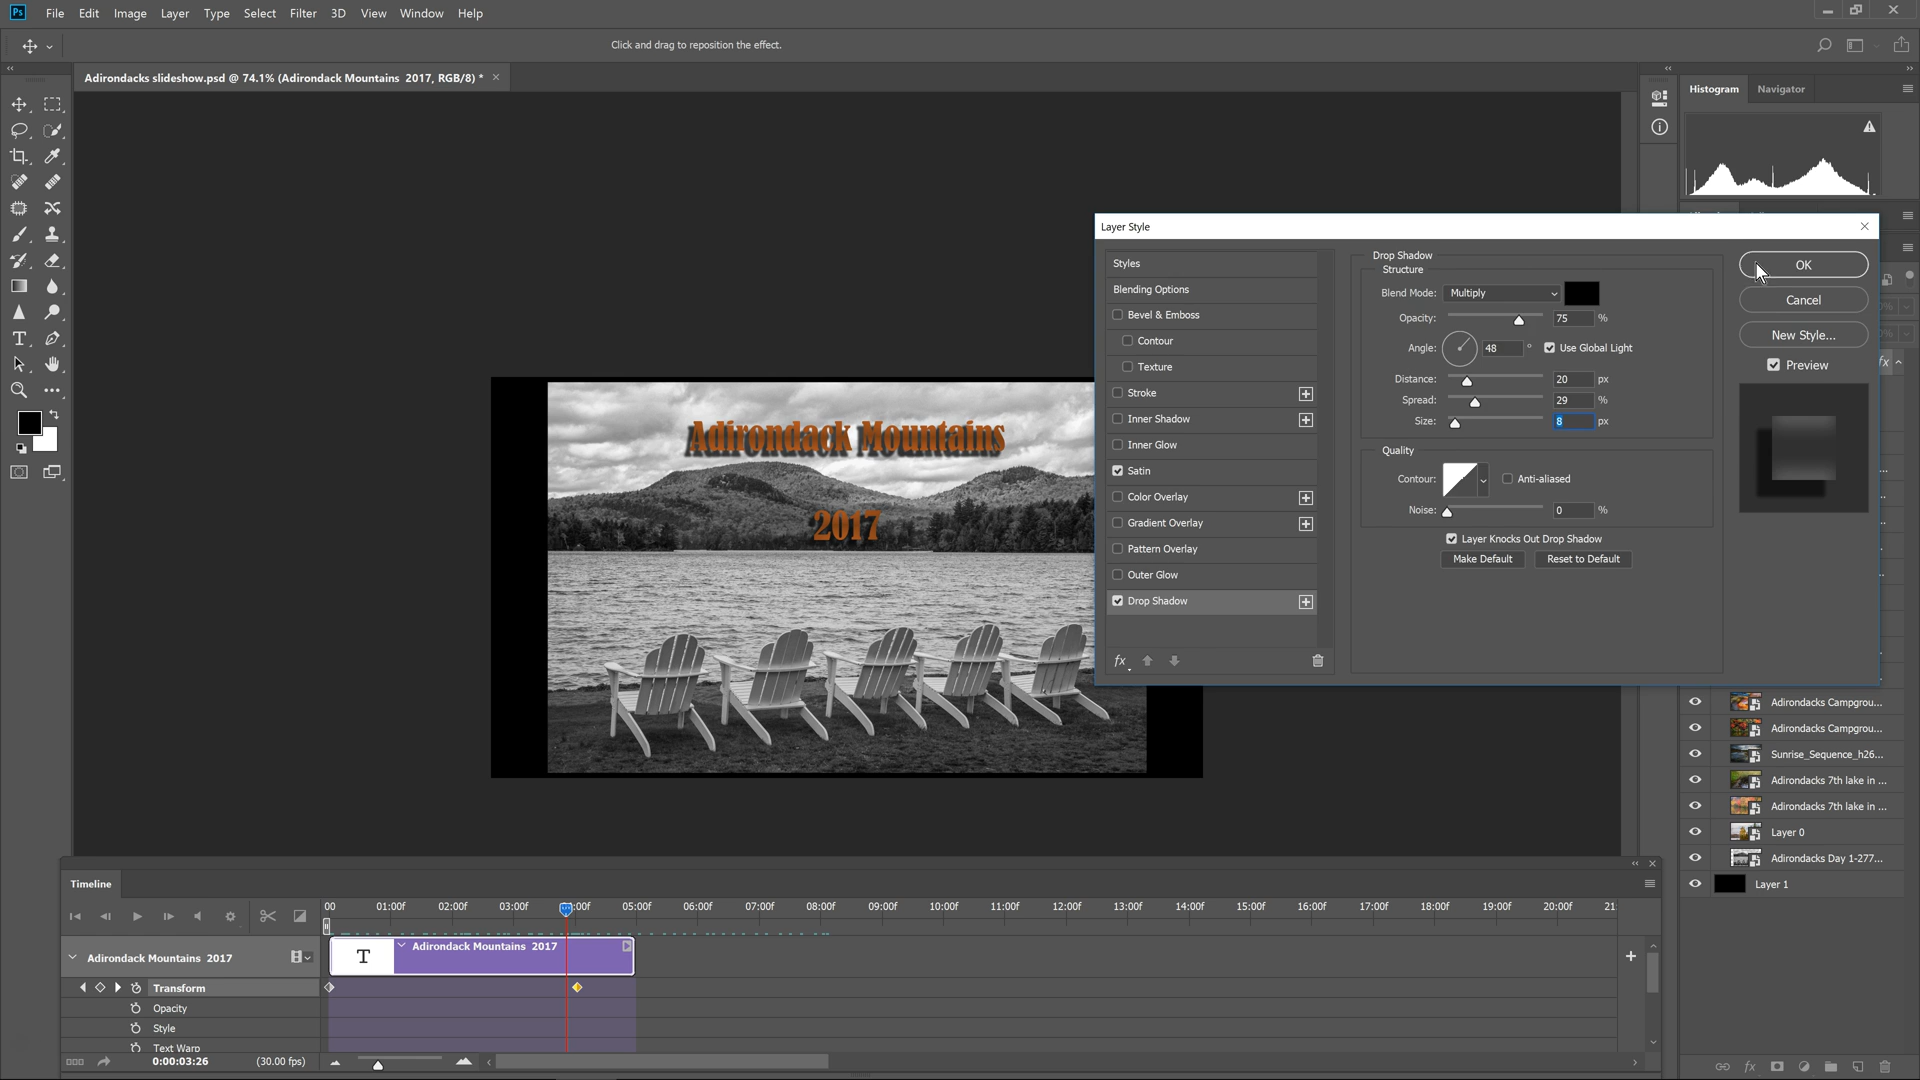 Ps File Edit Image Layer Type Select Filter 3D View Window Help
Click and drag to reposition the effect.
Adirondacks slideshow.psd @ 74.1% (Adirondack Mountains 2017, RGB/8) *
Histogram Navigator
Layer Style
Styles
Blending Options
Bevel & Emboss
Contour
Texture
Stroke
Inner Shadow
Inner Glow
Satin
Color Overlay
Gradient Overlay
Pattern Overlay
Outer Glow
Drop Shadow
fx
Drop Shadow
Structure
Blend Mode: Multiply
Opacity: 75 %
Angle: 48 ° Use Global Light
Distance: 20 px
Spread: 29 %
Size: 8 px
Quality
Contour: Anti-aliased
Noise: 0 %
Layer Knocks Out Drop Shadow
Make Default Reset to Default
OK
Cancel
New Style...
Preview
fx
Adirondack Mountains
2017
Adirondacks Campgrou...
Adirondacks Campgrou...
Sunrise_Sequence_h26...
Adirondacks 7th lake in ...
Adirondacks 7th lake in ...
Layer 0
Adirondacks Day 1-277...
Layer 1
fx
Timeline
00 01:00f 02:00f 03:00f 05:00f 06:00f 07:00f 08:00f 09:00f 10:00f 11:00f 12:00f 13:00f 14:00f 15:00f 16:00f 17:00f 18:00f 19:00f 20:00f 21:
Adirondack Mountains 2017
T Adirondack Mountains 2017
Transform
Opacity
Style
Text Warp
0:00:03:26 (30.00 fps)